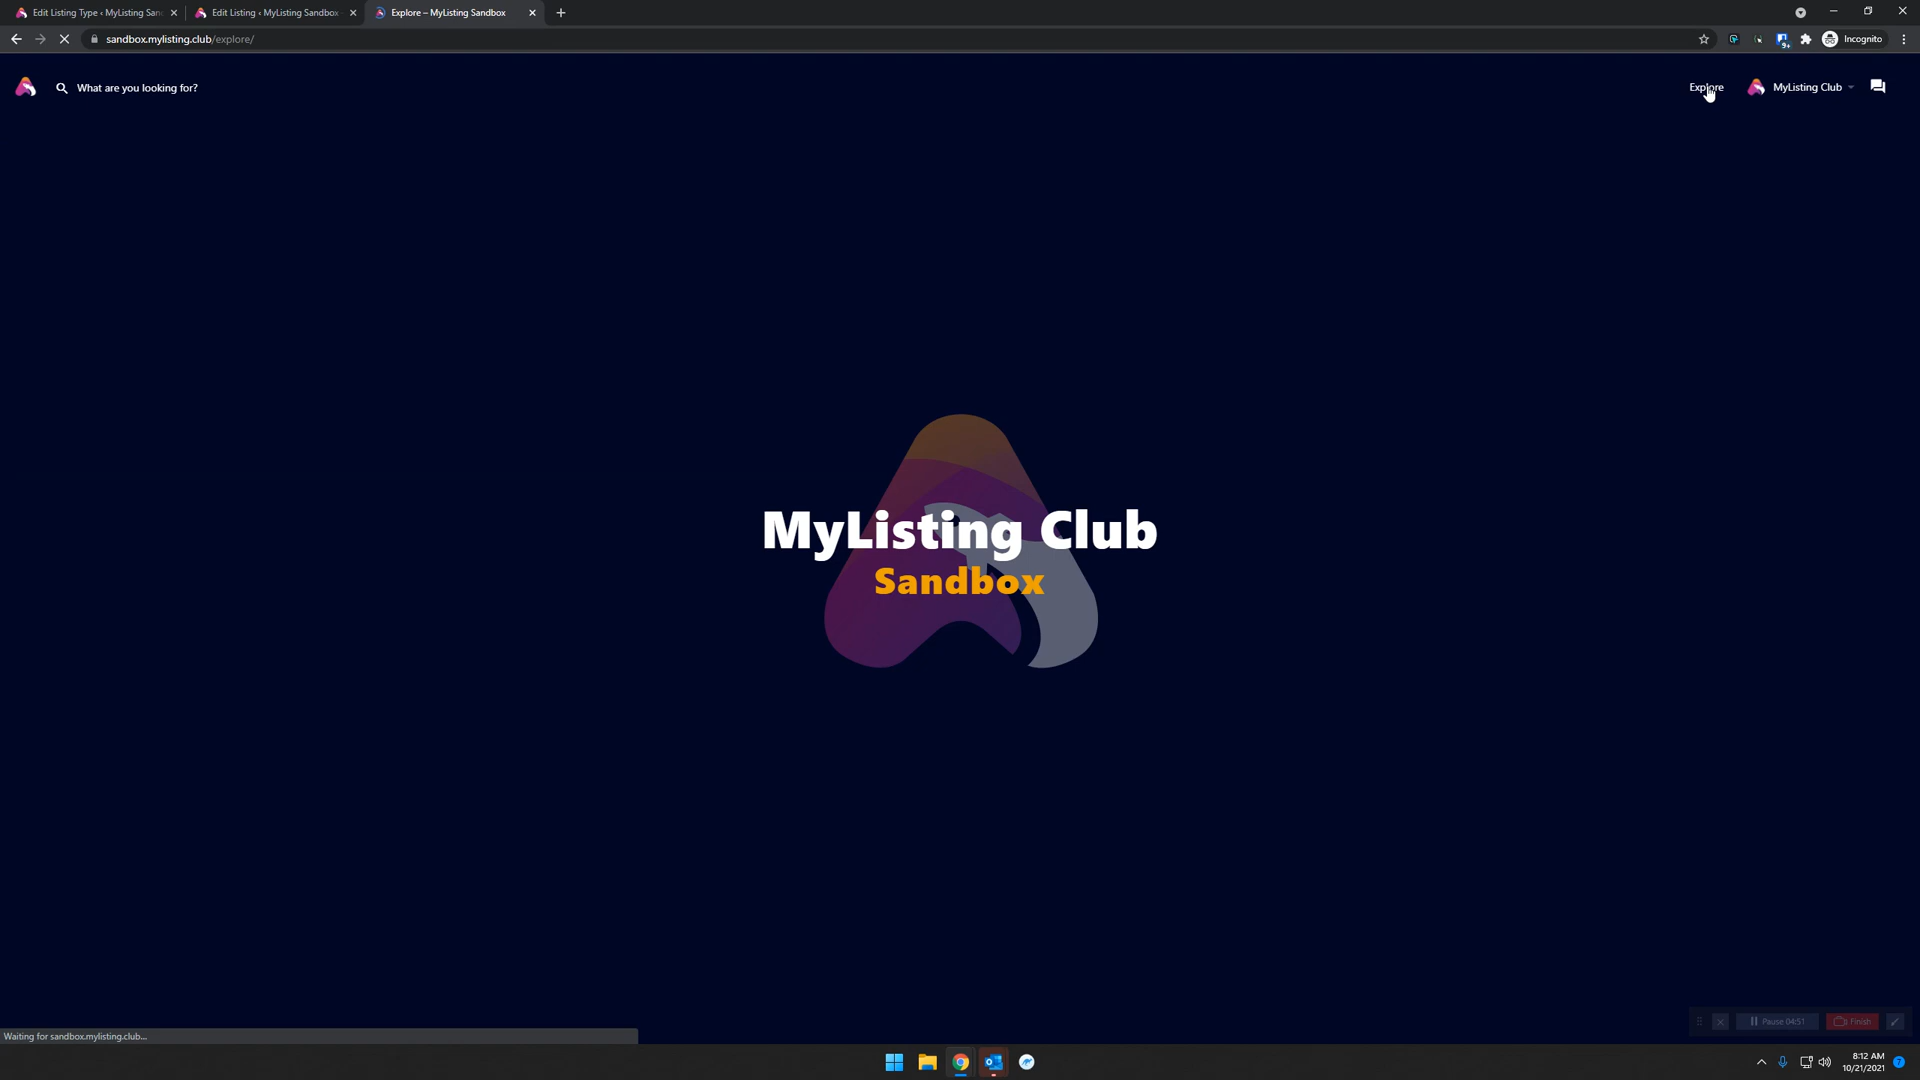 Edit Listing Type ‹ MyListing San
Edit Listing ‹ MyListing Sandbox
Explore – MyListing Sandbox
sandbox.mylisting.club/explore/
Incognito
What are you looking for?
Explore
MyListing Club
MyListing Club
Sandbox
Pause 04:51
Finish
Waiting for sandbox.mylisting.club...
8:12 AM
10/21/2021
7